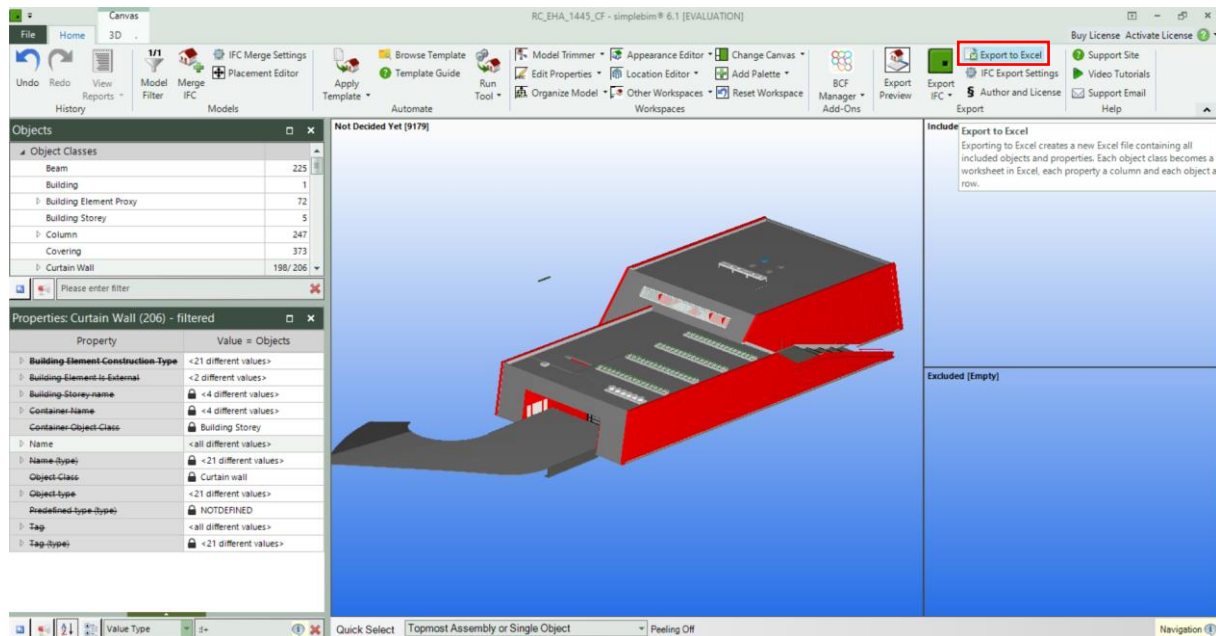 Canvas
RC_EHA_1445_CF - simplebim® 6.1 [EVALUATION]
File Home 3D
Buy License Activate License
Undo Redo View Reports
History
1/1
Model Filter
Merge IFC
IFC Merge Settings
Placement Editor
Models
Apply Template
Browse Template
Template Guide
Run Tool
Automate
Model Trimmer Appearance Editor Change Canvas
Edit Properties Location Editor Add Palette
Organize Model Other Workspaces Reset Workspace
Workspaces
BCF Manager
Add-Ons
Export Preview
Export IFC
Export to Excel
IFC Export Settings
§ Author and License
Export
Support Site
Video Tutorials
Support Email
Help
Objects
Object Classes
Beam 225
Building 1
Building Element Proxy 72
Building Storey 5
Column 247
Covering 373
Curtain Wall 198/206
Please enter filter
Properties: Curtain Wall (206) - filtered
Property Value = Objects
Building Element Construction Type <21 different values>
Building Element Is External <2 different values>
Building Storey name <4 different values>
Container Name <4 different values>
Container Object Class Building Storey
Name <all different values>
Name (type) <21 different values>
Object Class Curtain wall
Object type <21 different values>
Predefined type (type) NOTDEFINED
Tag <all different values>
Tag (type) <21 different values>
Value Type
Not Decided Yet [9179]
Include
Export to Excel
Exporting to Excel creates a new Excel file containing all
included objects and properties. Each object class becomes a
worksheet in Excel, each property a column and each object a
row.
Excluded [Empty]
Quick Select Topmost Assembly or Single Object Peeling Off
Navigation